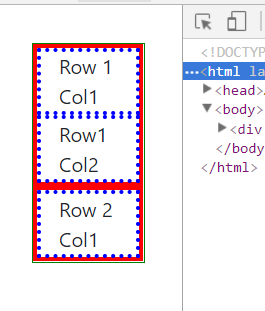 Row 1
Col1
Row1
Col2
Row 2
Col1
<!DOCTYP
···<html la
▶<head>.
▼<body>
▶<div
</body>
</html>